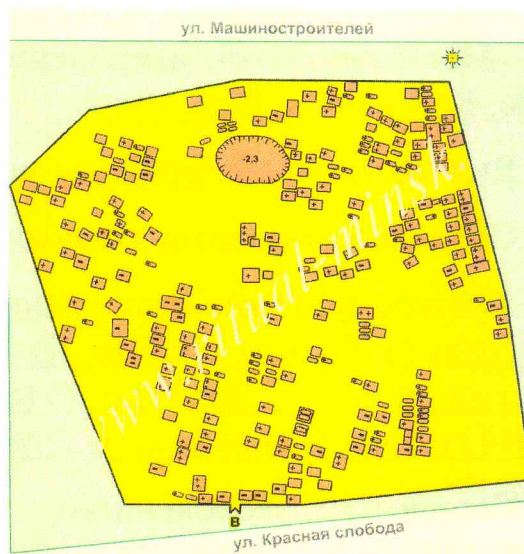 ул. Машиностроителей
-2,3
www.ritual-minsk.
В
ул. Красная слобода